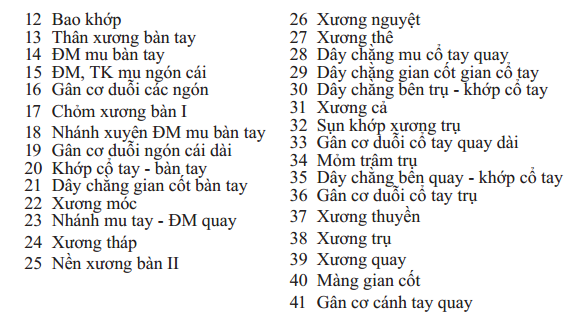 12 Bao khớp
13 Thân xương bàn tay
14 ĐM mu bàn tay
15 ĐM, TK mu ngón cái
16 Gân cơ duỗi các ngón
17 Chỏm xương bàn I
18 Nhánh xuyên ĐM mu bàn tay
19 Gân cơ duỗi ngón cái dài
20 Khớp cổ tay - bàn tay
21 Dây chằng gian cốt bàn tay
22 Xương móc
23 Nhánh mu tay - ĐM quay
24 Xương tháp
25 Nền xương bàn II
26 Xương nguyệt
27 Xương thê
28 Dây chằng mu cổ tay quay
29 Dây chằng gian cốt gian cổ tay
30 Dây chằng bên trụ - khớp cổ tay
31 Xương cả
32 Sụn khớp xương trụ
33 Gân cơ duỗi cổ tay quay dài
34 Mỏm trâm trụ
35 Dây chằng bên quay - khớp cổ tay
36 Gân cơ duỗi cổ tay trụ
37 Xương thuyền
38 Xương trụ
39 Xương quay
40 Màng gian cốt
41 Gân cơ cánh tay quay